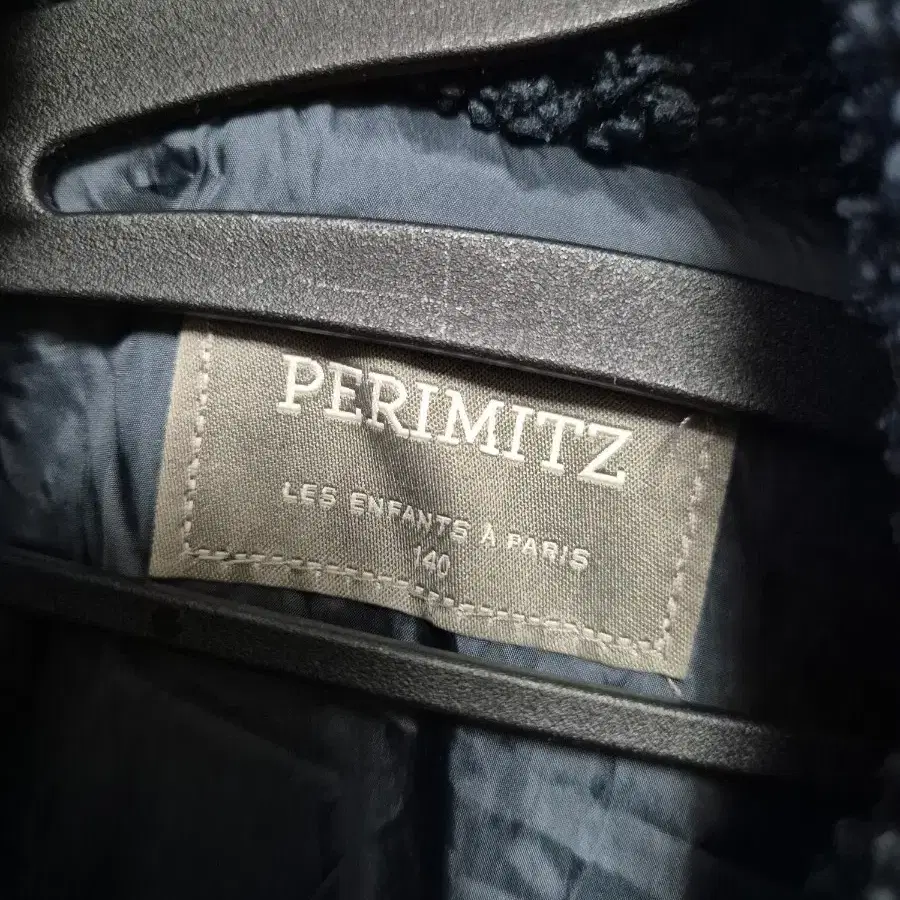 PERIMITZ
LES ENFANTS À PARIS
140